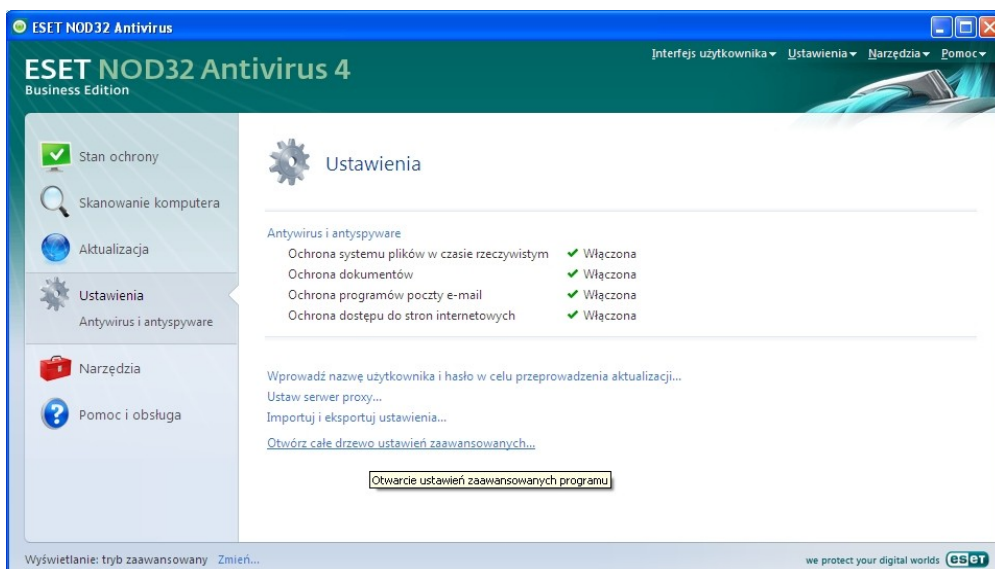 ESET NOD32 Antivirus
ESET NOD32 Antivirus 4
Business Edition
Interfejs użytkownika Ustawienia Narzędzia Pomoc
Stan ochrony
Skanowanie komputera
Aktualizacja
Ustawienia
Antywirus i antyspyware
Narzędzia
Pomoc i obsługa
Ustawienia
Antywirus i antyspyware
Ochrona systemu plików w czasie rzeczywistym Włączona
Ochrona dokumentów Włączona
Ochrona programów poczty e-mail Włączona
Ochrona dostępu do stron internetowych Włączona
Wprowadź nazwę użytkownika i hasło w celu przeprowadzenia aktualizacji...
Ustaw serwer proxy...
Importuj i eksportuj ustawienia...
Otwórz całe drzewo ustawień zaawansowanych...
Otwarcie ustawień zaawansowanych programu
Wyświetlanie: tryb zaawansowany Zmień...
we protect your digital worlds eset